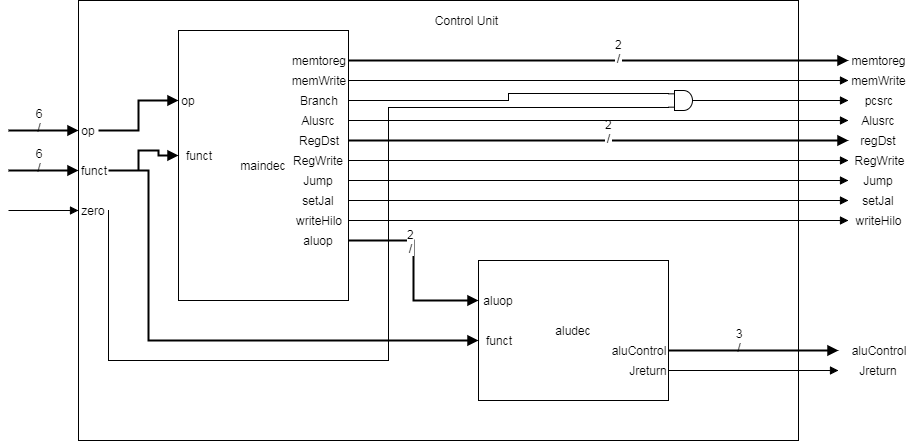 Control Unit
2
/
memtoreg
memtoreg
memWrite
memWrite
Branch
pcsrc
op
6
/
Alusrc
Alusrc
2
/
op
RegDst
regDst
6
/
funct
maindec
RegWrite
RegWrite
funct
Jump
Jump
setJal
setJal
zero
writeHilo
writeHilo
aluop
2
/
aluop
aludec
funct
3
/
aluControl
aluControl
Jreturn
Jreturn